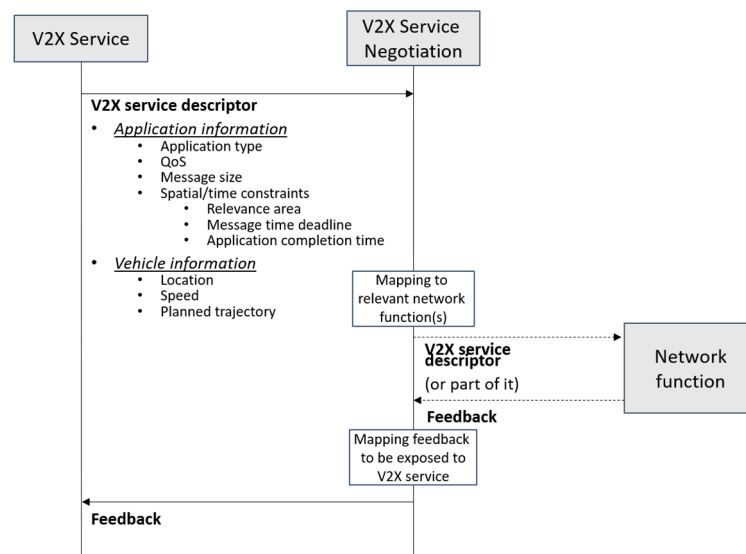 V2X Service
V2X Service
Negotiation
V2X service descriptor
• Application information
• Application type
• QoS
• Message size
• Spatial/time constraints
• Relevance area
• Message time deadline
• Application completion time
• Vehicle information
• Location
• Speed
• Planned trajectory
Mapping to
relevant network
function(s)
V2X service
descriptor
(or part of it)
Network
function
Feedback
Mapping feedback
to be exposed to
V2X service
Feedback